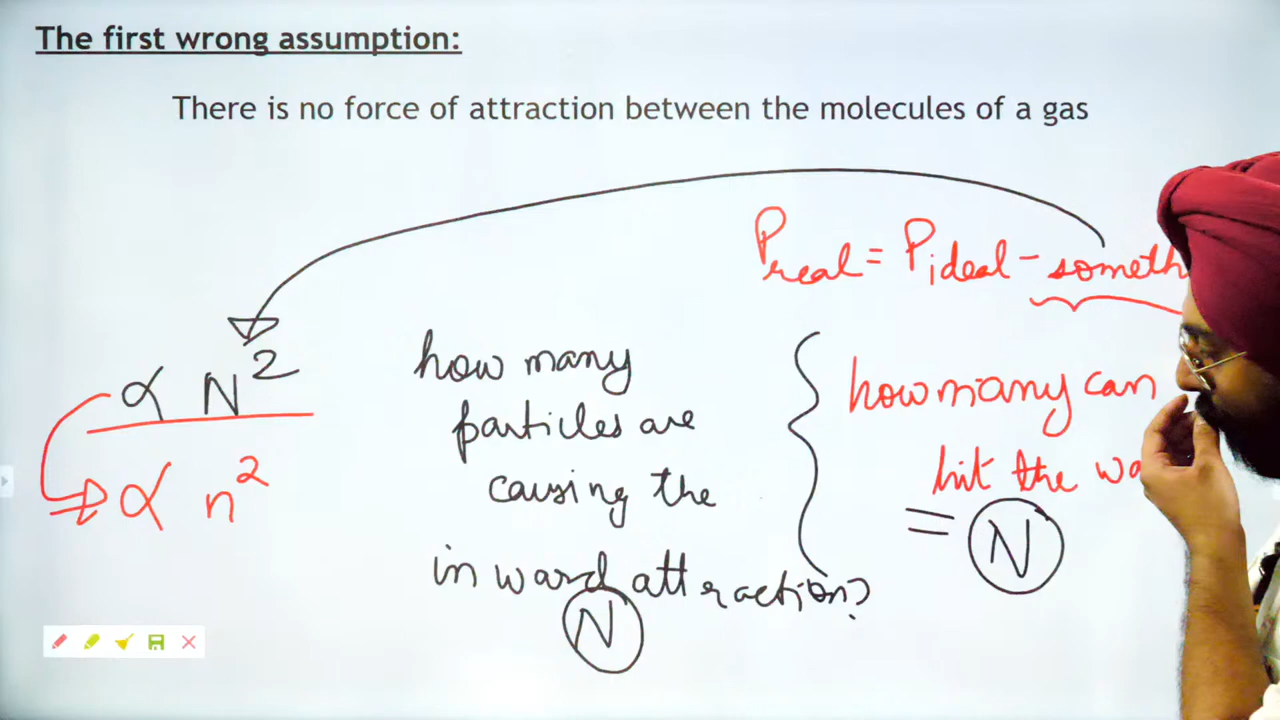 The first wrong assumption:
There is no force of attraction between the molecules of a gas
Preal = Pideal - someth
∝ N²
∝ n²
how many
particles are
causing the
inward attraction?
N
how many can
hit the wa
= N